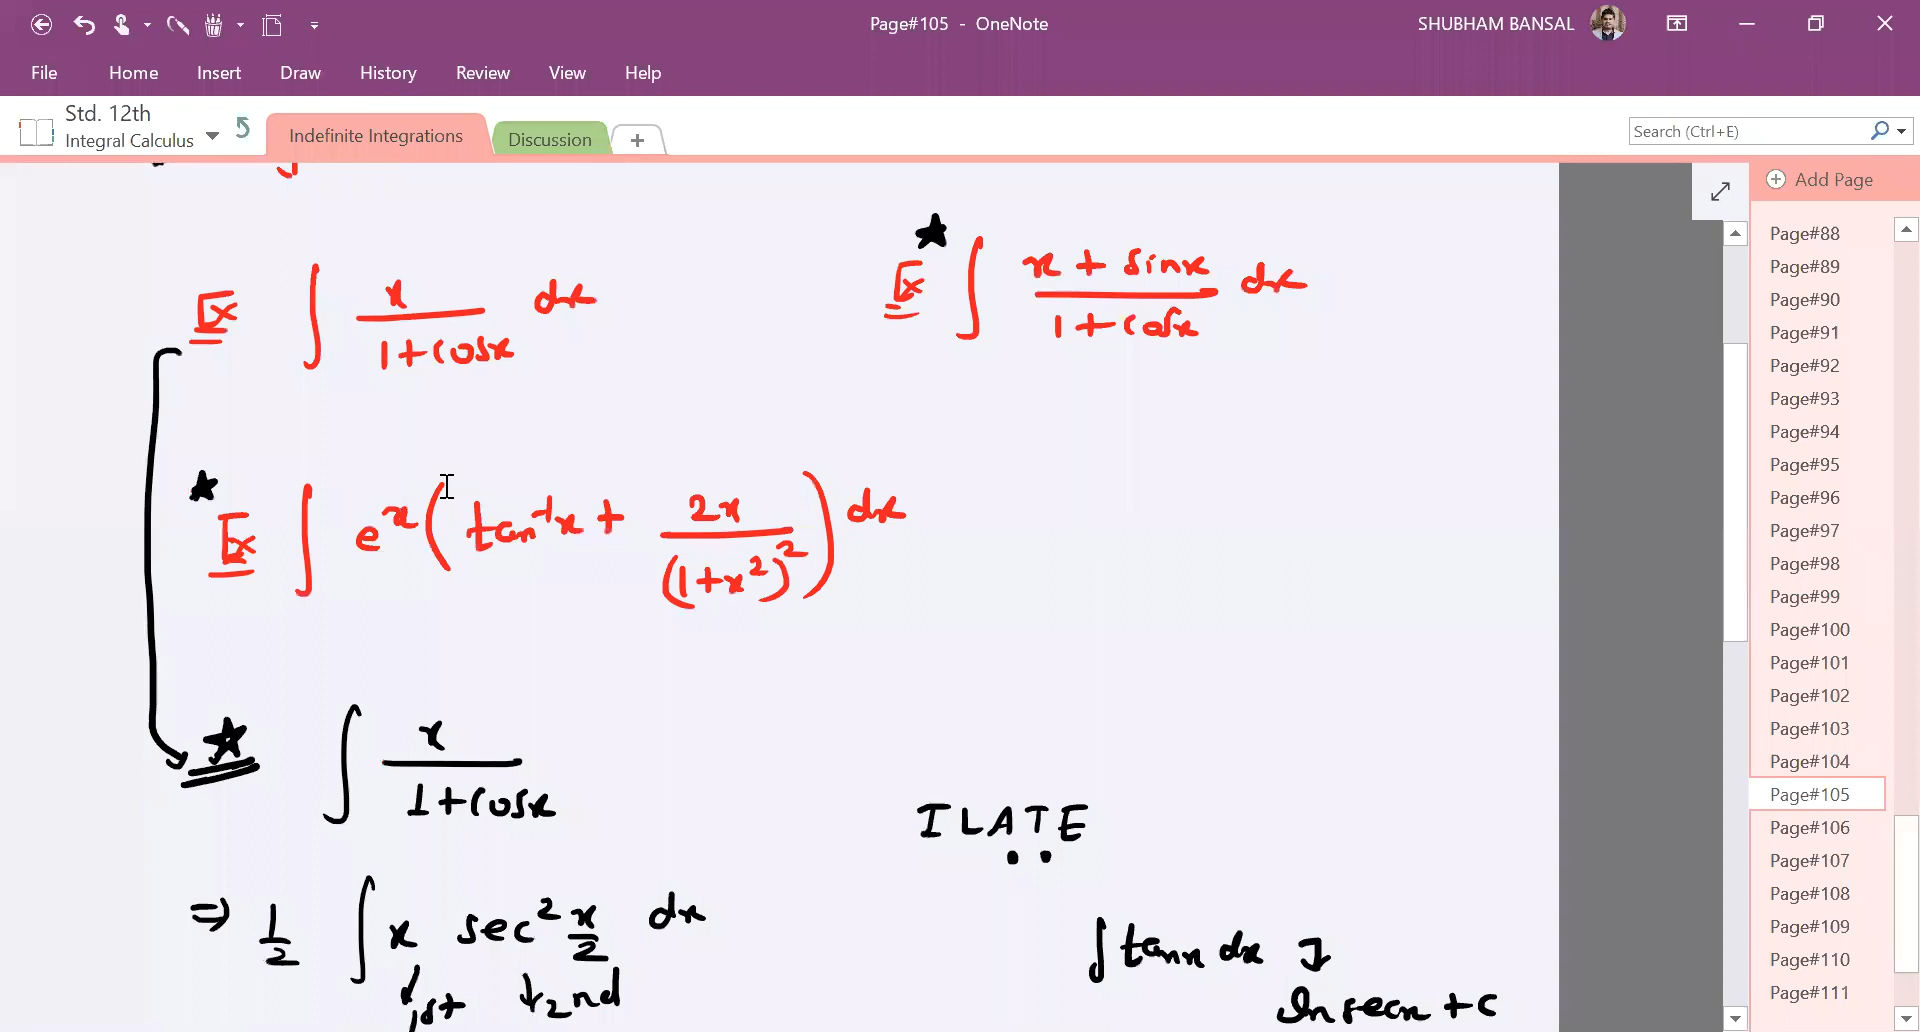 Page#105 - OneNote
SHUBHAM BANSAL
File Home Insert Draw History Review View Help
Std. 12th
Integral Calculus
Indefinite Integrations
Discussion
+
Search (Ctrl+E)
Add Page
Page#88
Page#89
Page#90
Page#91
Page#92
Page#93
Page#94
Page#95
Page#96
Page#97
Page#98
Page#99
Page#100
Page#101
Page#102
Page#103
Page#104
Page#105
Page#106
Page#107
Page#108
Page#109
Page#110
Page#111
Ex ∫ x/(1+cosx) dx
★ Ex ∫ (x + sinx)/(1+cosx) dx
★ Ex ∫ e^x (tan⁻¹x + 2x/(1+x²)²) dx
★ ∫ x/(1+cosx)
ILATE
⇒ 1/2 ∫ x sec² x/2 dx
↓ 1st ↓ 2nd
∫ tanx dx
ln secx + C